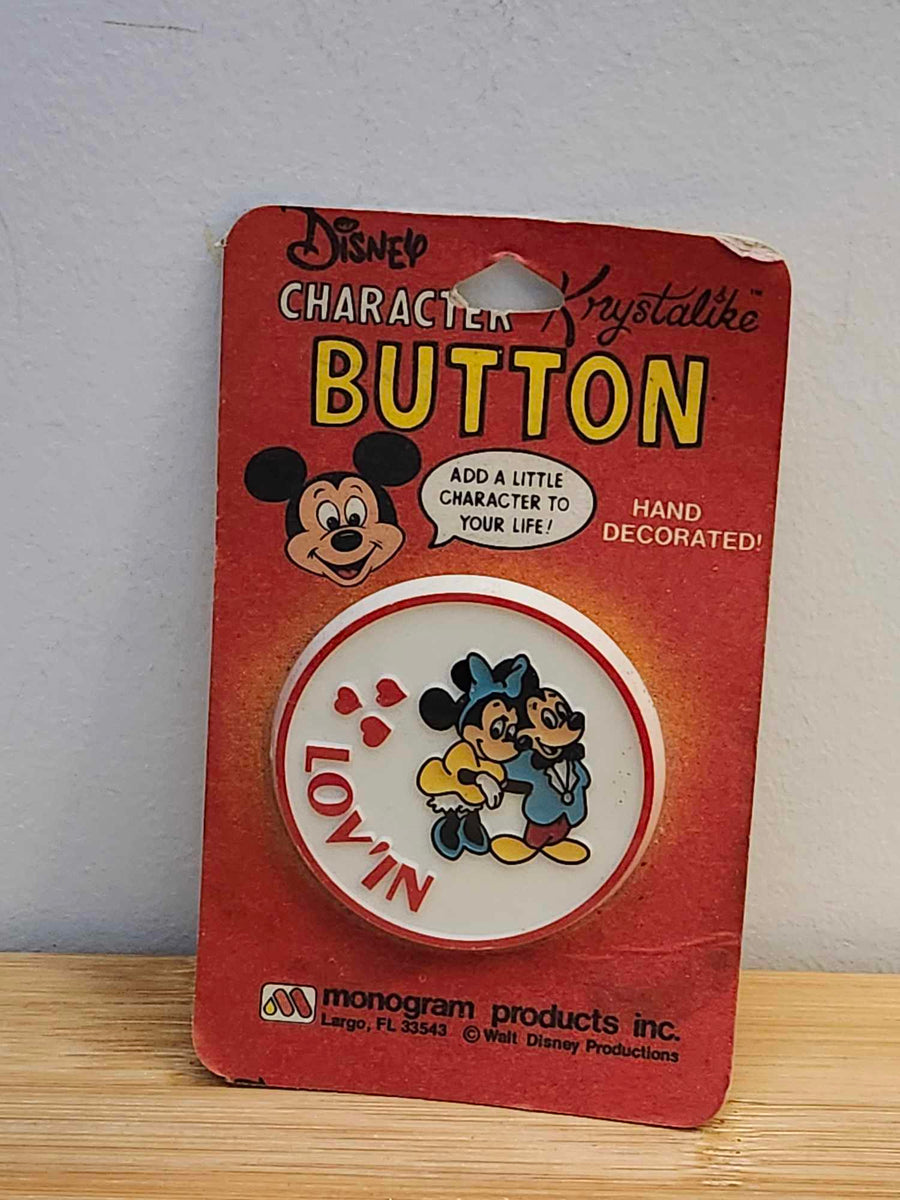 Disney
CHARACTER Krystalike™
BUTTON
ADD A LITTLE
CHARACTER TO
YOUR LIFE!
HAND
DECORATED!
LOV'IN
monogram products inc.
Largo, FL 33543 © Walt Disney Productions